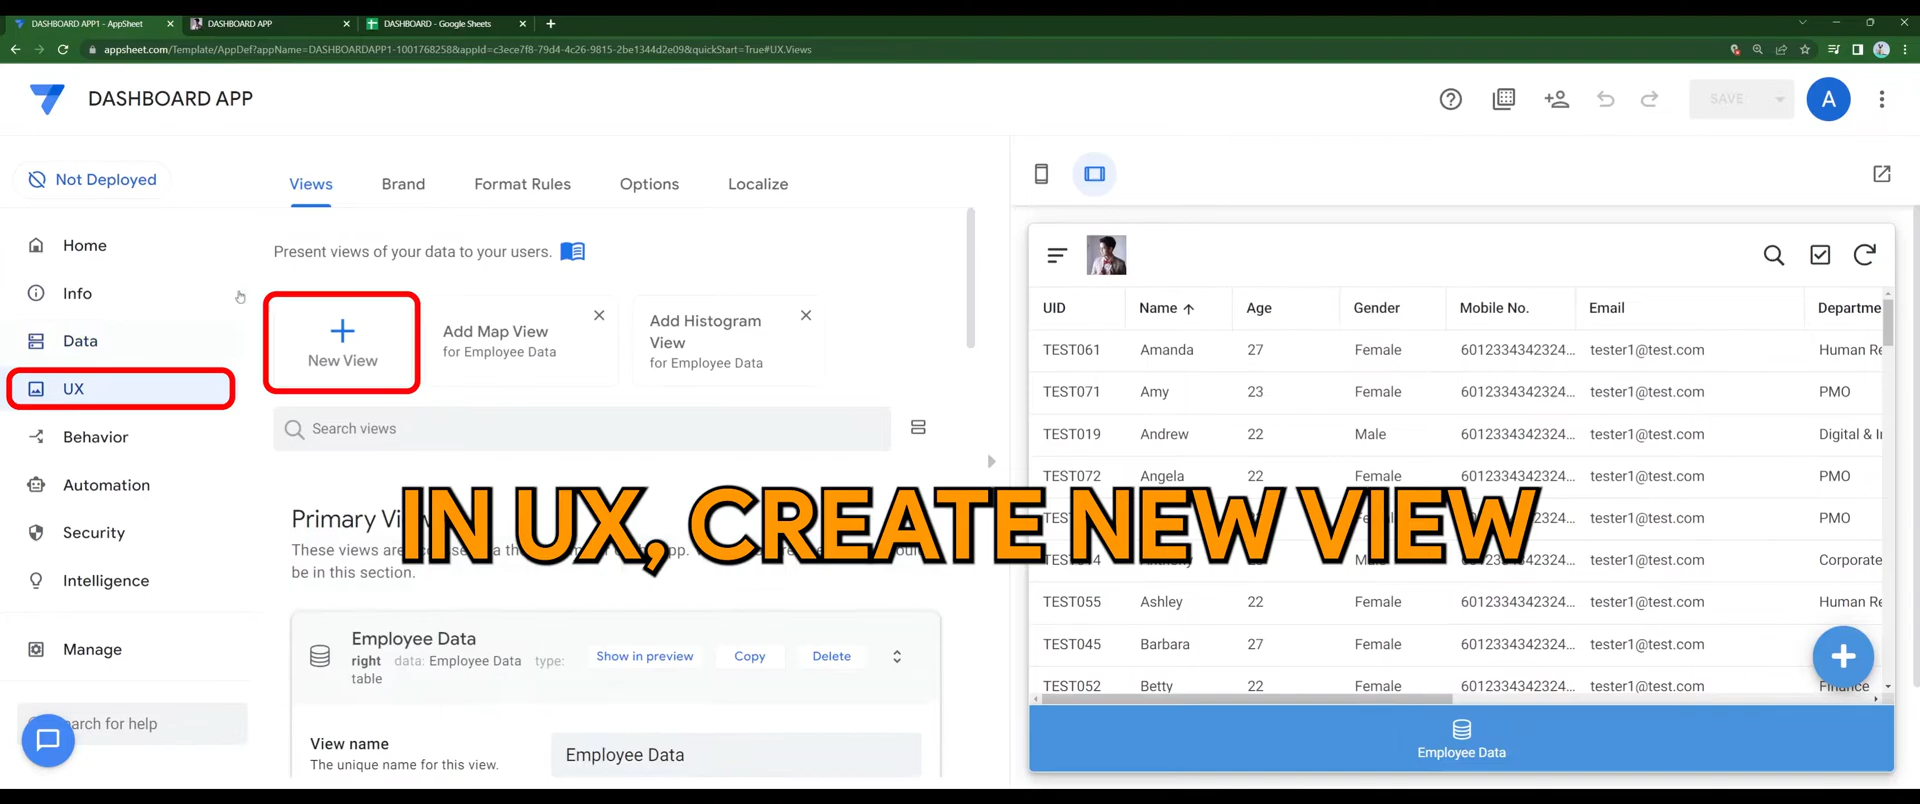 DASHBOARD APP1 - AppSheet
DASHBOARD APP
DASHBOARD - Google Sheets
appsheet.com/Template/AppDef?appName=DASHBOARDAPP1-1001768258&appId=c3ece7f8-79d4-4c26-9815-2be1344d2e09&quickStart=True#UX.Views
DASHBOARD APP
SAVE
A
Not Deployed
Views Brand Format Rules Options Localize
Home
Info
Data
UX
Behavior
Automation
Security
Intelligence
Manage
for help
Present views of your data to your users.
New View
Add Map View
for Employee Data
Add Histogram
View
for Employee Data
Search views
Primary
These views are
be in this section.
IN UX, CREATE NEW VIEW
Employee Data
right data: Employee Data type:
table
Show in preview Copy Delete
View name
The unique name for this view.
Employee Data
UID Name Age Gender Mobile No. Email Departme
TEST061 Amanda 27 Female 6012334342324... tester1@test.com Human Re
TEST071 Amy 23 Female 6012334342324... tester1@test.com PMO
TEST019 Andrew 22 Male 6012334342324... tester1@test.com Digital & I
TEST072 Angela 22 Female 6012334342324... tester1@test.com PMO
PMO
Corporate
TEST055 Ashley 22 Female 6012334342324... tester1@test.com Human Re
TEST045 Barbara 27 Female 6012334342324... tester1@test.com
TEST052 Betty 22 Female 6012334342324... tester1@test.com Finance
Employee Data